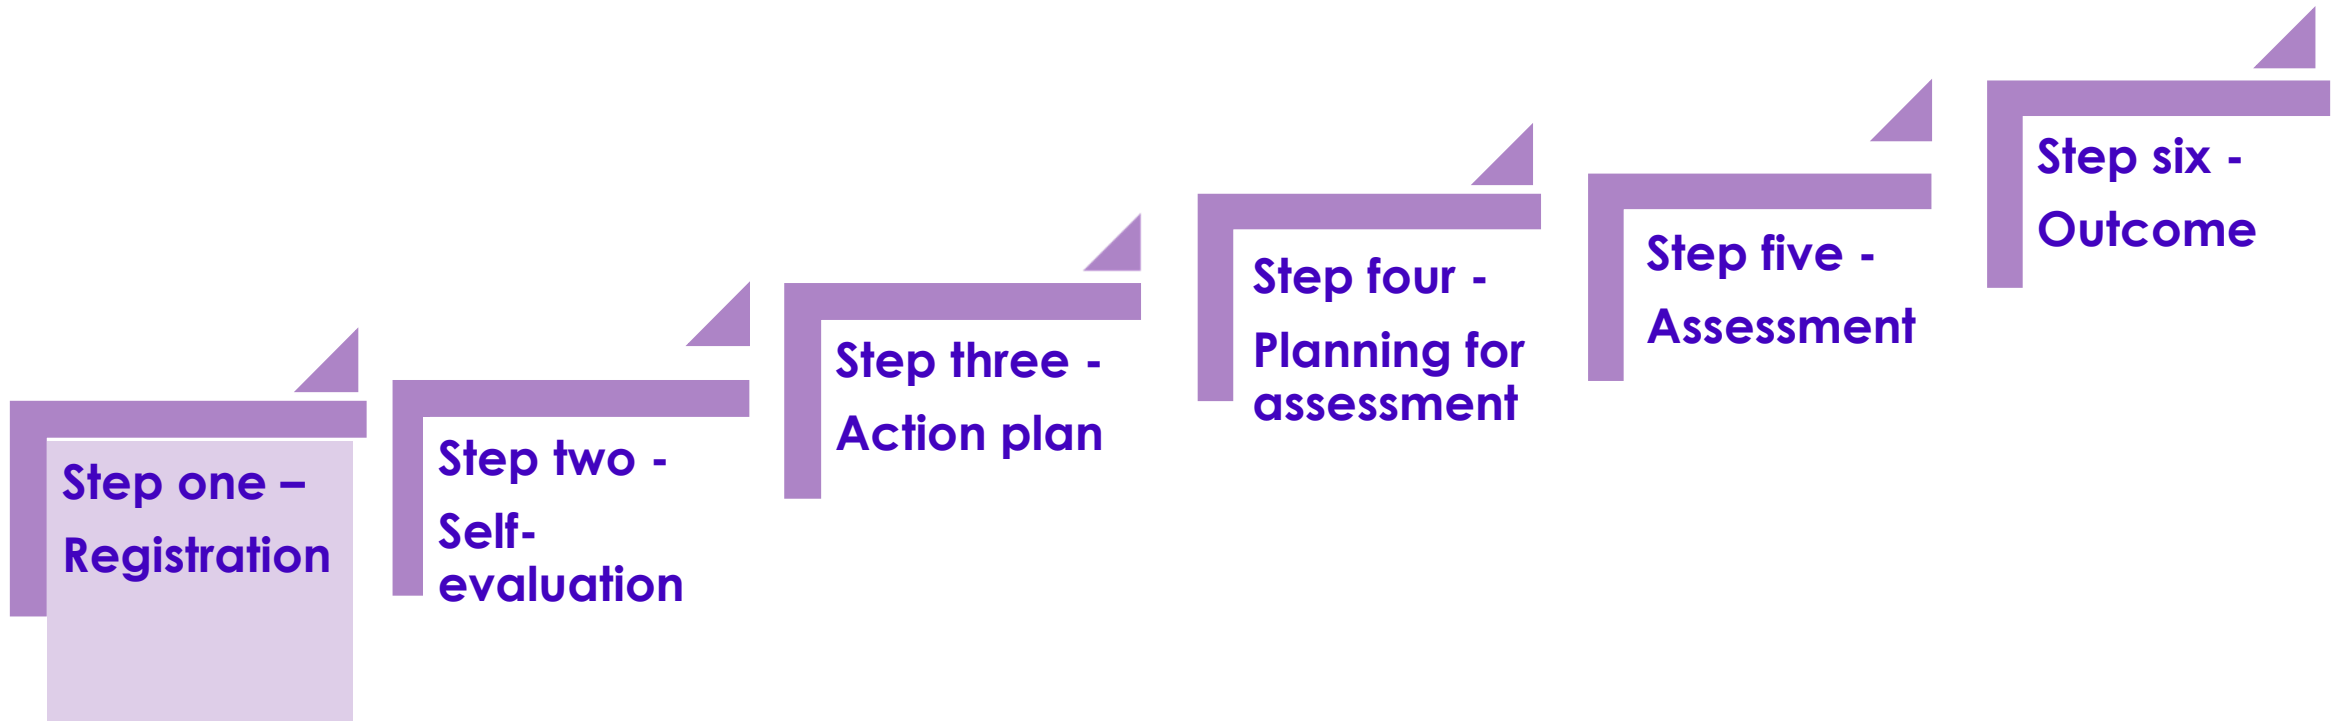 Step one –
Registration
Step two -
Self-
evaluation
Step three -
Action plan
Step four -
Planning for
assessment
Step five -
Assessment
Step six -
Outcome